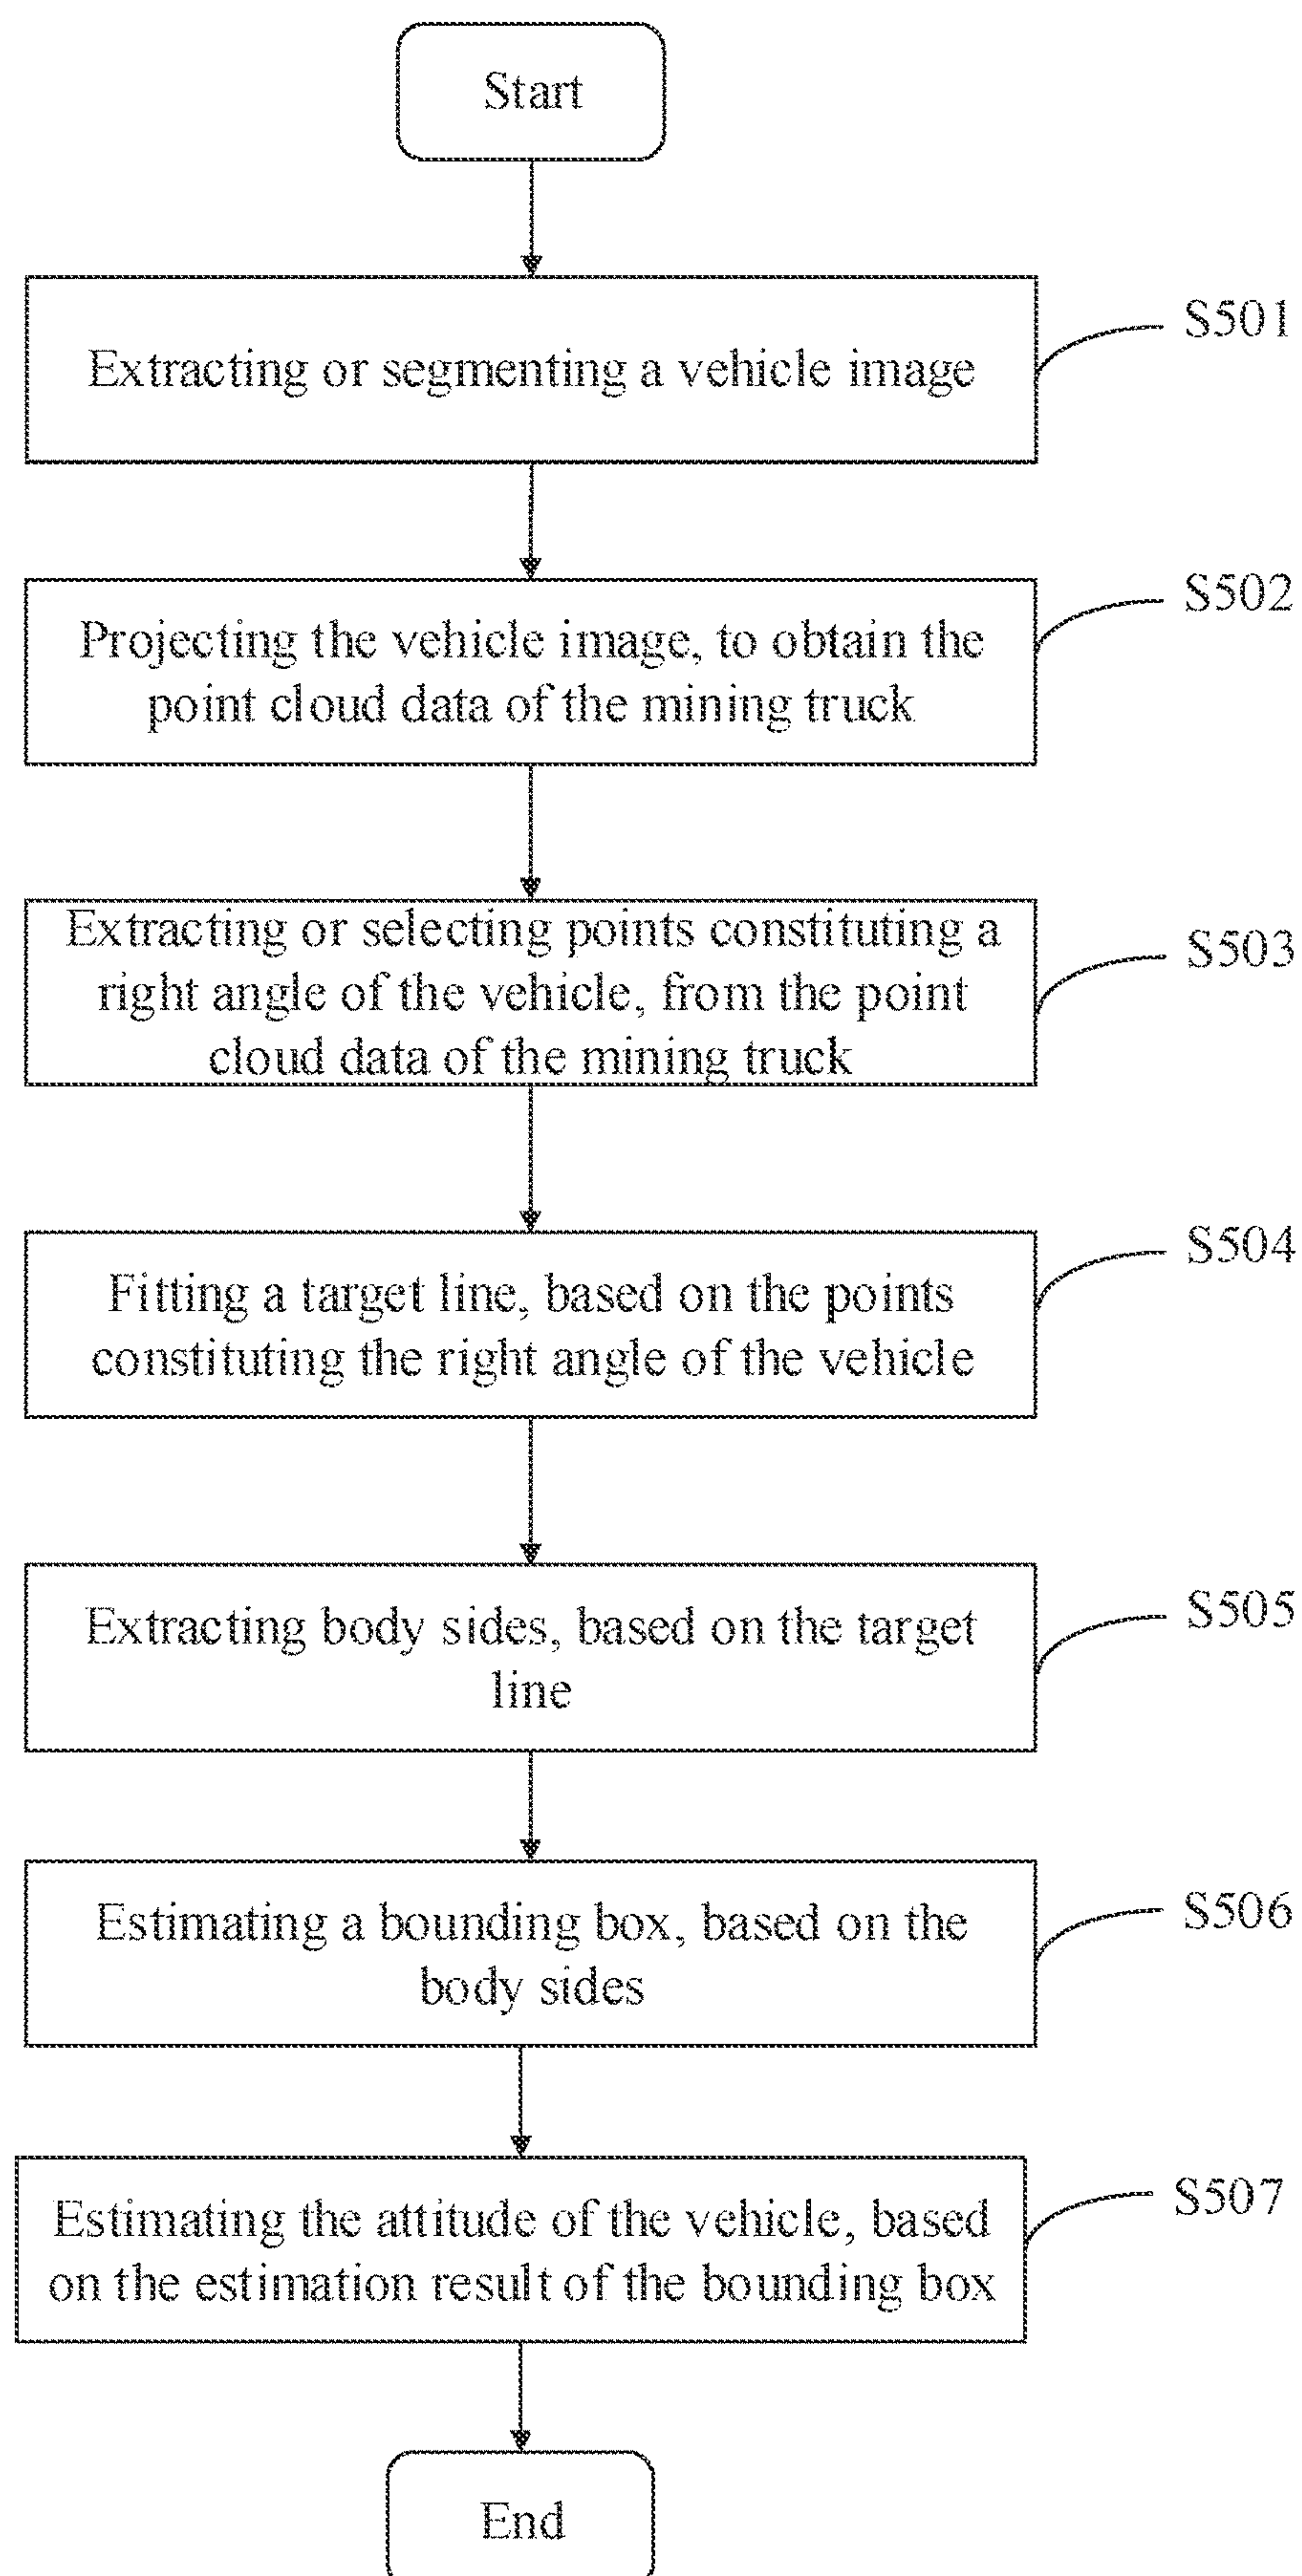 Start
Extracting or segmenting a vehicle image
S501
Projecting the vehicle image, to obtain the
point cloud data of the mining truck
S502
Extracting or selecting points constituting a
right angle of the vehicle, from the point
cloud data of the mining truck
S503
Fitting a target line, based on the points
constituting the right angle of the vehicle
S504
Extracting body sides, based on the target
line
S505
Estimating a bounding box, based on the
body sides
S506
Estimating the attitude of the vehicle, based
on the estimation result of the bounding box
S507
End